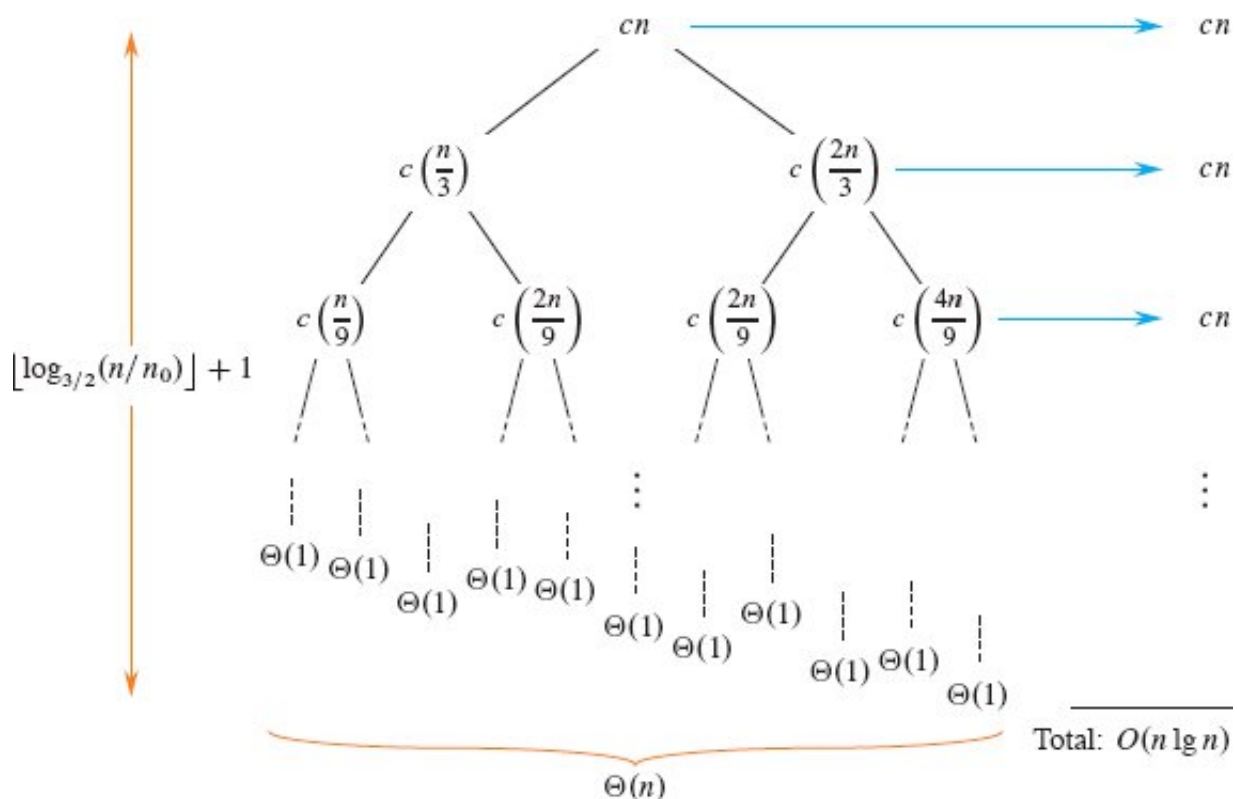 cn cn
c(n/3) c(2n/3) cn
c(n/9) c(2n/9) c(2n/9) c(4n/9) cn
⌊log_{3/2}(n/n_0)⌋ + 1
⋮ ⋮
Θ(1) Θ(1) Θ(1) Θ(1) Θ(1) Θ(1) Θ(1) Θ(1) Θ(1) Θ(1) Θ(1)
Total: O(n lg n)
Θ(n)